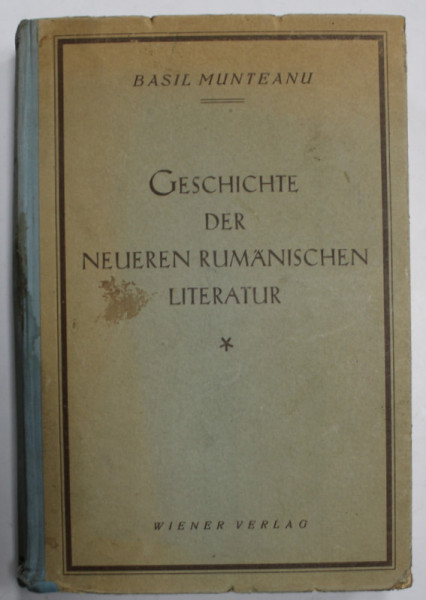 BASIL MUNTEANU
GESCHICHTE
DER
NEUEREN RUMÄNISCHEN
LITERATUR
*
WIENER VERLAG